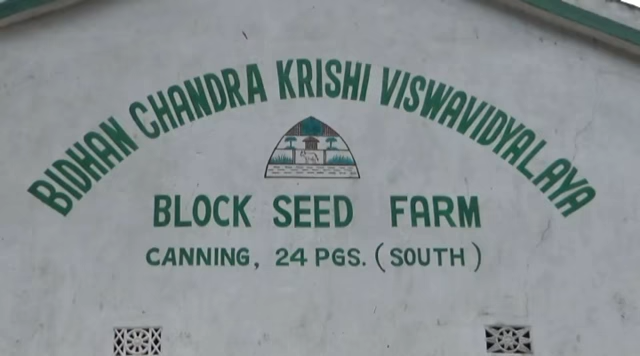 BIDHAN CHANDRA KRISHI VISWAVIDYALAYA
BLOCK SEED FARM
CANNING, 24 PGS. (SOUTH)